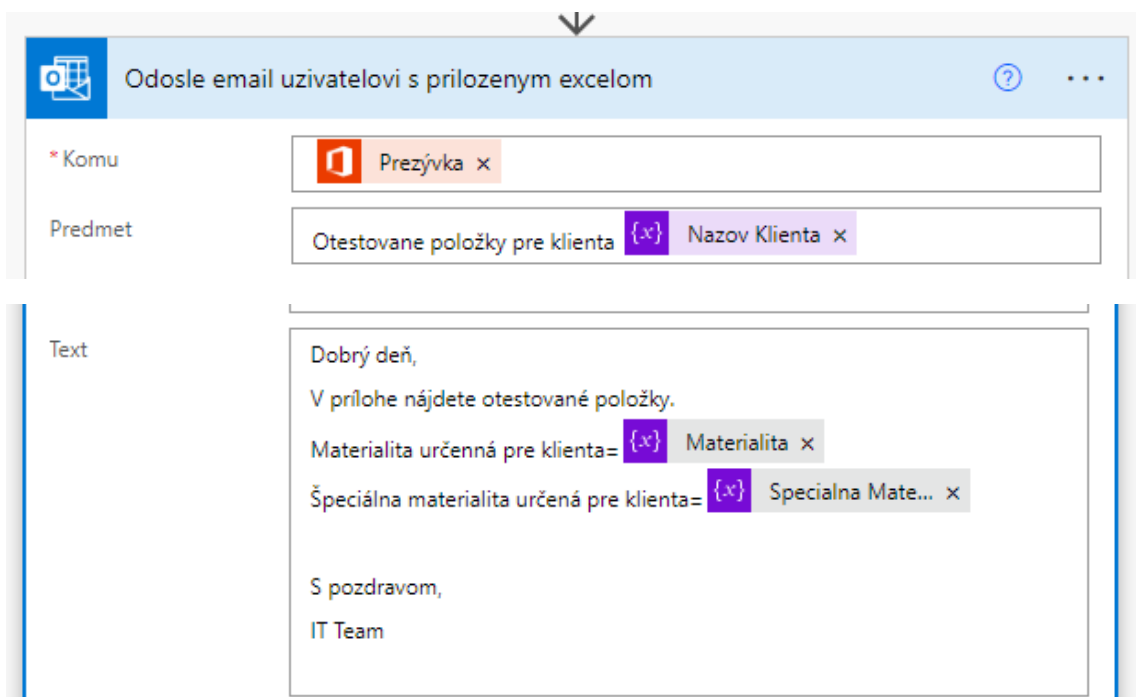 Odosle email uzivatelovi s prilozenym excelom
* Komu
Prezývka ×
Predmet
Otestovane položky pre klienta {x} Nazov Klienta ×
Text
Dobrý deň,
V prílohe nájdete otestované položky.
Materialita určenná pre klienta= {x} Materialita ×
Špeciálna materialita určená pre klienta= {x} Specialna Mate... ×
S pozdravom,
IT Team